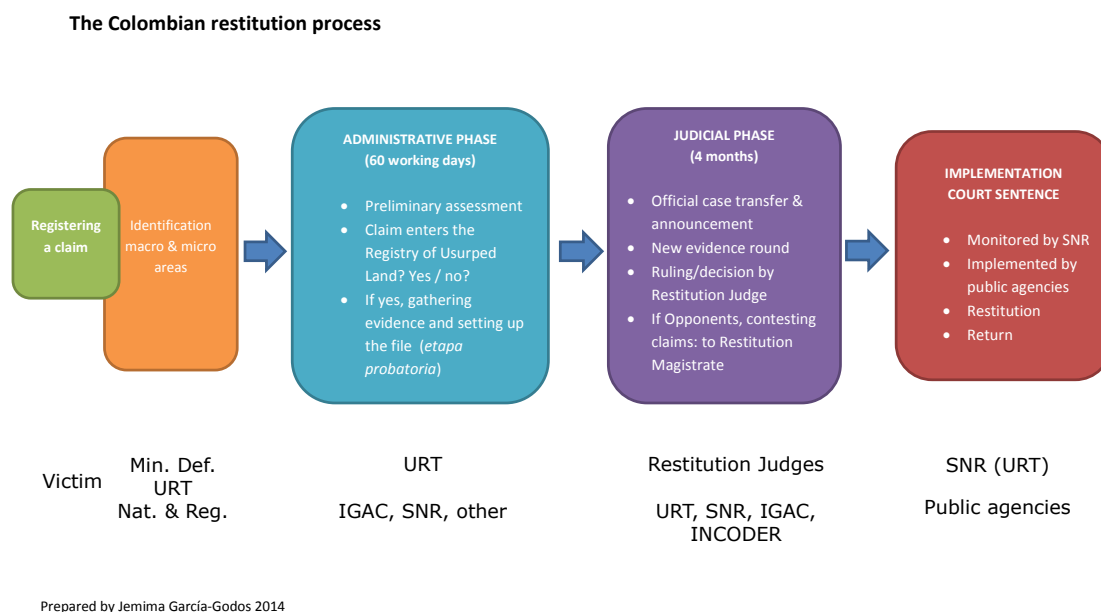 The Colombian restitution process
Registering
a claim
Identification
macro & micro
areas
ADMINISTRATIVE PHASE
(60 working days)
• Preliminary assessment
• Claim enters the
Registry of Usurped
Land? Yes / no?
• If yes, gathering
evidence and setting up
the file (etapa
probatoria)
JUDICIAL PHASE
(4 months)
• Official case transfer &
announcement
• New evidence round
• Ruling/decision by
Restitution Judge
• If Opponents, contesting
claims: to Restitution
Magistrate
IMPLEMENTATION
COURT SENTENCE
• Monitored by SNR
• Implemented by
public agencies
• Restitution
• Return
Victim
Min. Def.
URT
Nat. & Reg.
URT
IGAC, SNR, other
Restitution Judges
URT, SNR, IGAC,
INCODER
SNR (URT)
Public agencies
Prepared by Jemima García-Godos 2014